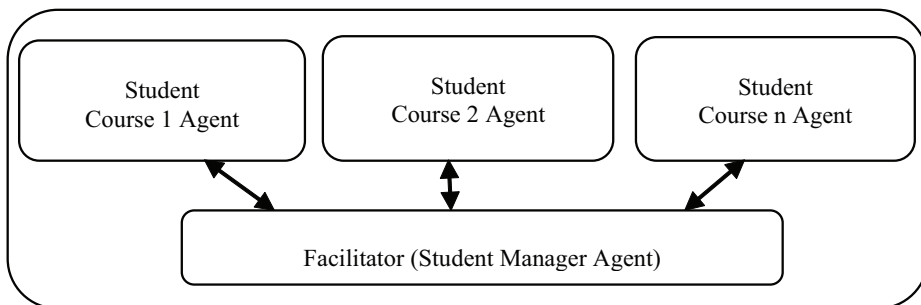 Student
Course 1 Agent
Student
Course 2 Agent
Student
Course n Agent
Facilitator (Student Manager Agent)